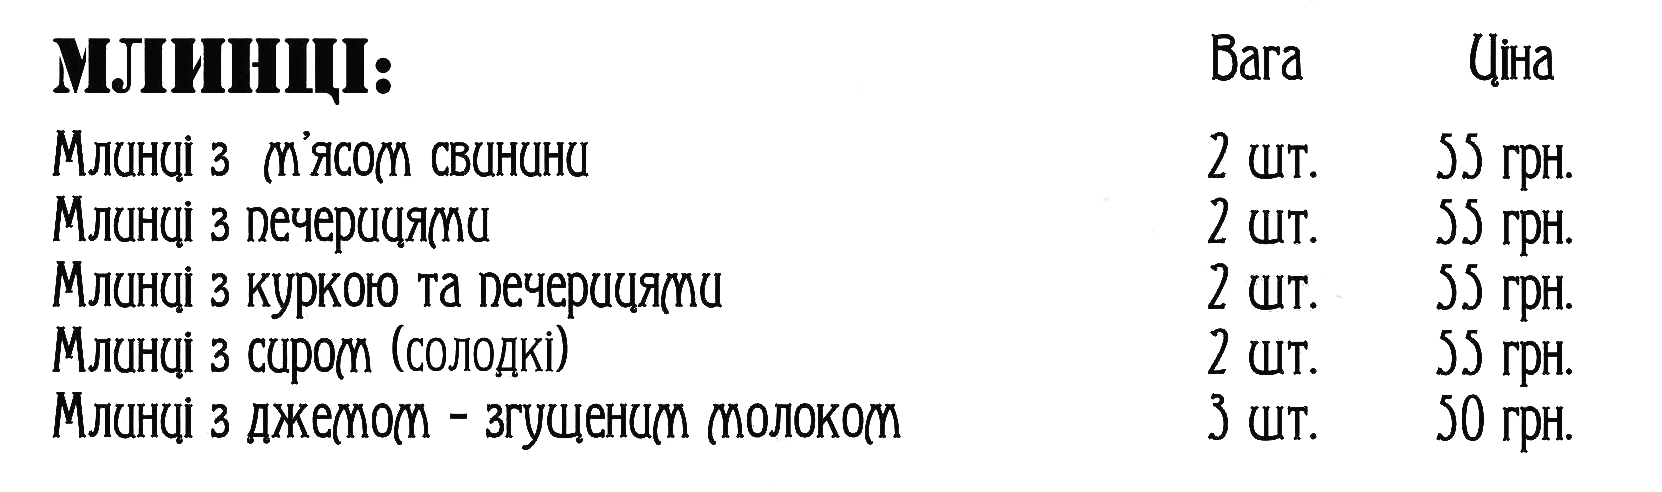 МЛИНЦІ: Вага Ціна
Млинці з м'ясом свинини 2 шт. 55 грн.
Млинці з печерицями 2 шт. 55 грн.
Млинці з куркою та печерицями 2 шт. 55 грн.
Млинці з сиром (солодкі) 2 шт. 55 грн.
Млинці з джемом - згущеним молоком 3 шт. 50 грн.